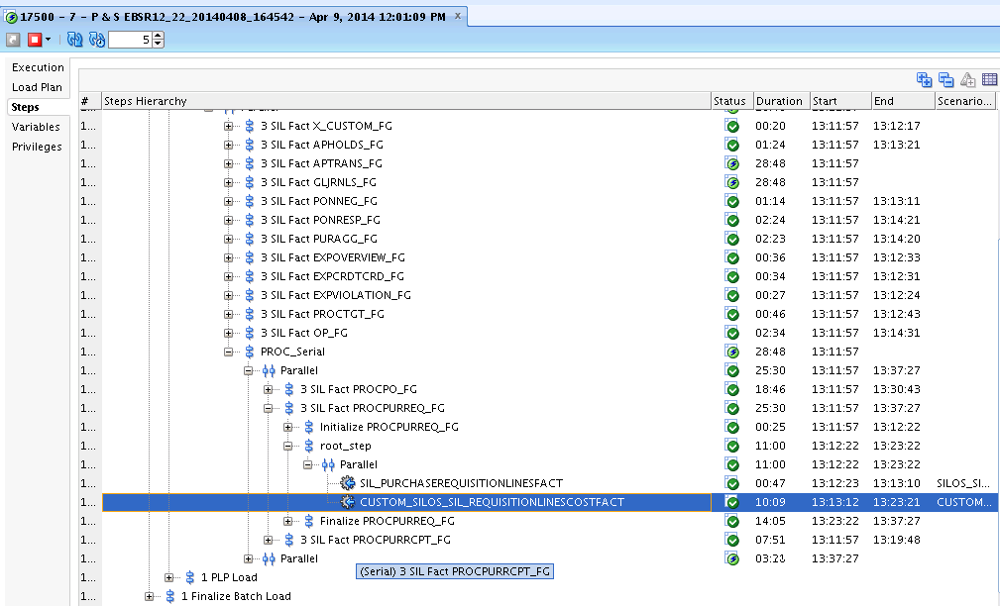 17500 - 7 - P & S EBSR12_22_20140408_164542 - Apr 9, 2014 12:01:09 PM x
5
Execution
Load Plan
Steps
Variables
Privileges
# Steps Hierarchy Status Duration Start End Scenario...
1... 3 SIL Fact X_CUSTOM_FG 00:20 13:11:57 13:12:17
1... 3 SIL Fact APHOLDS_FG 01:24 13:11:57 13:13:21
1... 3 SIL Fact APTRANS_FG 28:48 13:11:57
1... 3 SIL Fact GLJRNLS_FG 28:48 13:11:57
1... 3 SIL Fact PONNEG_FG 01:14 13:11:57 13:13:11
1... 3 SIL Fact PONRESP_FG 02:24 13:11:57 13:14:21
1... 3 SIL Fact PURAGG_FG 02:23 13:11:57 13:14:20
1... 3 SIL Fact EXPOVERVIEW_FG 00:36 13:11:57 13:12:33
1... 3 SIL Fact EXPCRDTCRD_FG 00:34 13:11:57 13:12:31
1... 3 SIL Fact EXPVIOLATION_FG 00:27 13:11:57 13:12:24
1... 3 SIL Fact PROCTGT_FG 00:46 13:11:57 13:12:43
1... 3 SIL Fact OP_FG 02:34 13:11:57 13:14:31
1... PROC_Serial 28:48 13:11:57
1... Parallel 25:30 13:11:57 13:37:27
1... 3 SIL Fact PROCPO_FG 18:46 13:11:57 13:30:43
1... 3 SIL Fact PROCPURREQ_FG 25:30 13:11:57 13:37:27
1... Initialize PROCPURREQ_FG 00:25 13:11:57 13:12:22
1... root_step 11:00 13:12:22 13:23:22
1... Parallel 11:00 13:12:22 13:23:22
1... SIL_PURCHASEREQUISITIONLINESFACT 00:47 13:12:23 13:13:10 SILOS_SI...
1... CUSTOM_SILOS_SIL_REQUISITIONLINESCOSTFACT 10:09 13:13:12 13:23:21 CUSTOM...
1... Finalize PROCPURREQ_FG 14:05 13:23:22 13:37:27
1... 3 SIL Fact PROCPURRCPT_FG 07:51 13:11:57 13:19:48
1... Parallel 03:28 13:37:27
(Serial) 3 SIL Fact PROCPURRCPT_FG
1... 1 PLP Load
1... 1 Finalize Batch Load